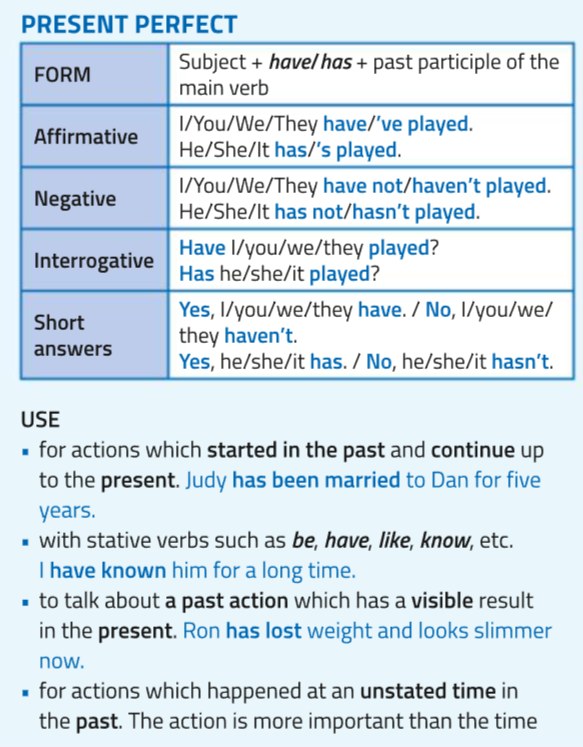 PRESENT PERFECT
FORM
Subject + have/has + past participle of the
main verb
Affirmative
I/You/We/They have/'ve played.
He/She/It has/'s played.
Negative
I/You/We/They have not/haven't played.
He/She/It has not/hasn't played.
Interrogative
Have I/you/we/they played?
Has he/she/it played?
Short
answers
Yes, I/you/we/they have. / No, I/you/we/
they haven't.
Yes, he/she/it has. / No, he/she/it hasn't.
USE
▪ for actions which started in the past and continue up
to the present. Judy has been married to Dan for five
years.
▪ with stative verbs such as be, have, like, know, etc.
I have known him for a long time.
▪ to talk about a past action which has a visible result
in the present. Ron has lost weight and looks slimmer
now.
▪ for actions which happened at an unstated time in
the past. The action is more important than the time